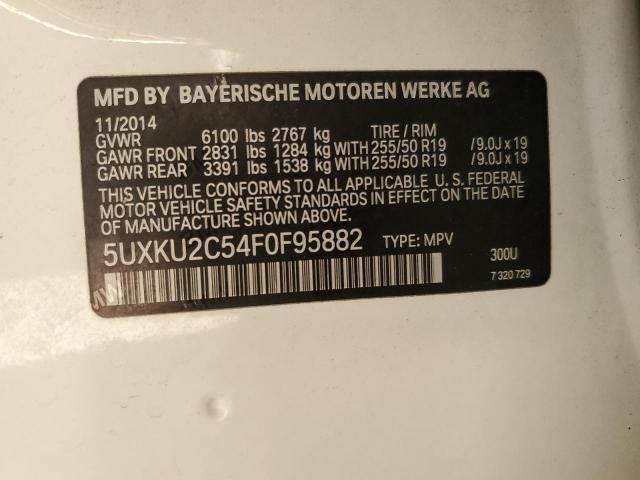 MFD BY BAYERISCHE MOTOREN WERKE AG
11/2014
GVWR 6100 lbs 2767 kg TIRE / RIM
GAWR FRONT 2831 lbs 1284 kg WITH 255/50 R19 / 9.0J x 19
GAWR REAR 3391 lbs 1538 kg WITH 255/50 R19 / 9.0J x 19
THIS VEHICLE CONFORMS TO ALL APPLICABLE U. S. FEDERAL
MOTOR VEHICLE SAFETY STANDARDS IN EFFECT ON THE DATE
OF MANUFACTURE SHOWN ABOVE.
5UXKU2C54F0F95882 TYPE: MPV
300U
7 320 729